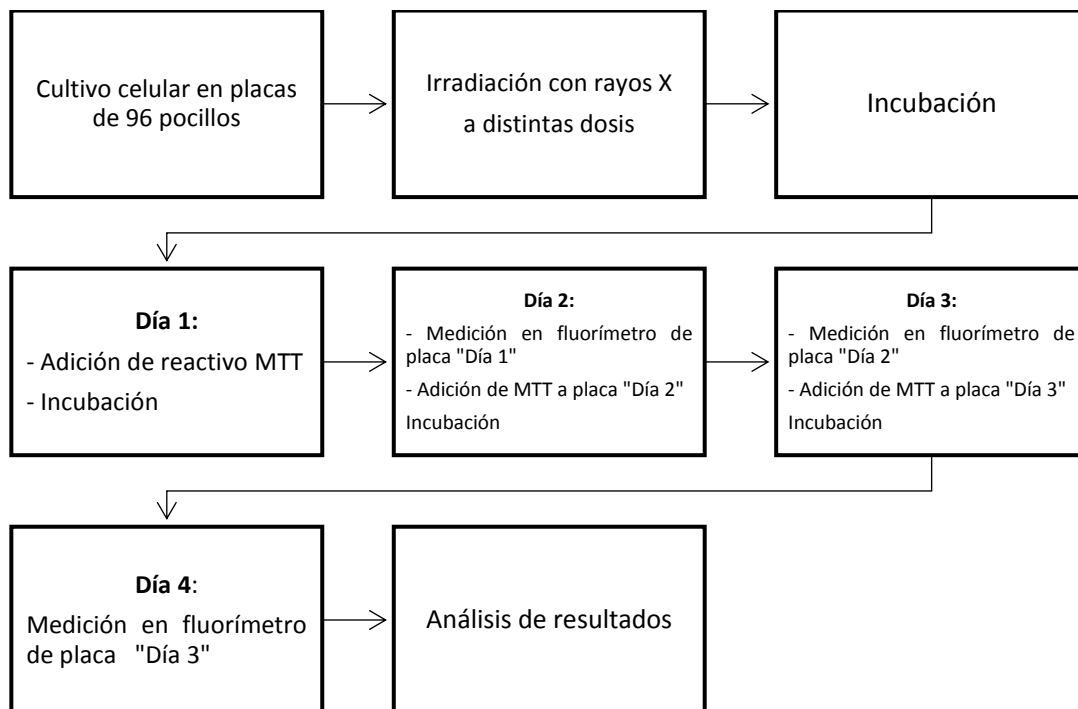 Cultivo celular en placas
de 96 pocillos
Irradiación con rayos X
a distintas dosis
Incubación
Día 1:
- Adición de reactivo MTT
- Incubación
Día 2:
- Medición en fluorímetro de
placa "Día 1"
- Adición de MTT a placa "Día 2"
Incubación
Día 3:
- Medición en fluorímetro de
placa "Día 2"
- Adición de MTT a placa "Día 3"
Incubación
Día 4:
Medición en fluorímetro
de placa "Día 3"
Análisis de resultados